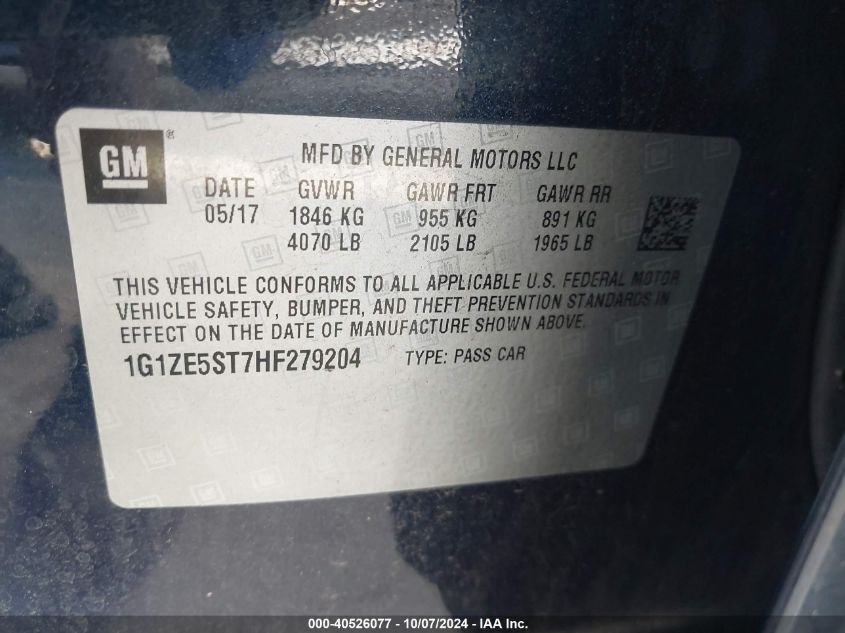 GM®
MFD BY GENERAL MOTORS LLC
DATE GVWR GAWR FRT GAWR RR
05/17 1846 KG 955 KG 891 KG
4070 LB 2105 LB 1965 LB
THIS VEHICLE CONFORMS TO ALL APPLICABLE U.S. FEDERAL MOTOR
VEHICLE SAFETY, BUMPER, AND THEFT PREVENTION STANDARDS IN
EFFECT ON THE DATE OF MANUFACTURE SHOWN ABOVE.
1G1ZE5ST7HF279204 TYPE: PASS CAR
000-40526077 - 10/07/2024 - IAA, Inc.